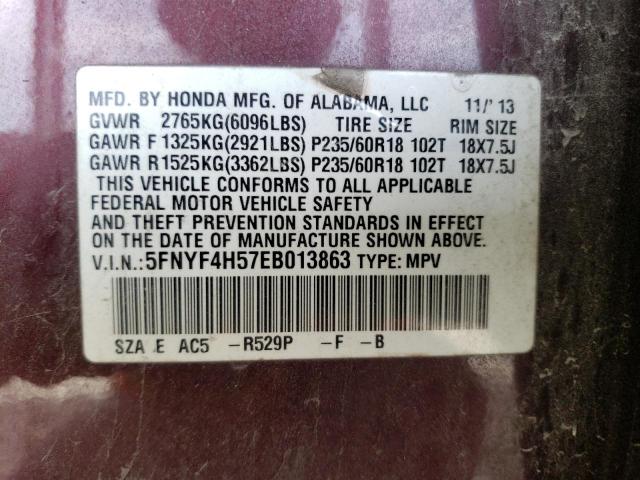 MFD. BY HONDA MFG. OF ALABAMA, LLC 11/'13
GVWR 2765KG(6096LBS) TIRE SIZE RIM SIZE
GAWR F 1325KG(2921LBS) P235/60R18 102T 18X7.5J
GAWR R 1525KG(3362LBS) P235/60R18 102T 18X7.5J
THIS VEHICLE CONFORMS TO ALL APPLICABLE
FEDERAL MOTOR VEHICLE SAFETY
AND THEFT PREVENTION STANDARDS IN EFFECT
ON THE DATE OF MANUFACTURE SHOWN ABOVE.
V.I.N.: 5FNYF4H57EB013863 TYPE: MPV
SZA E AC5 -R529P -F -B